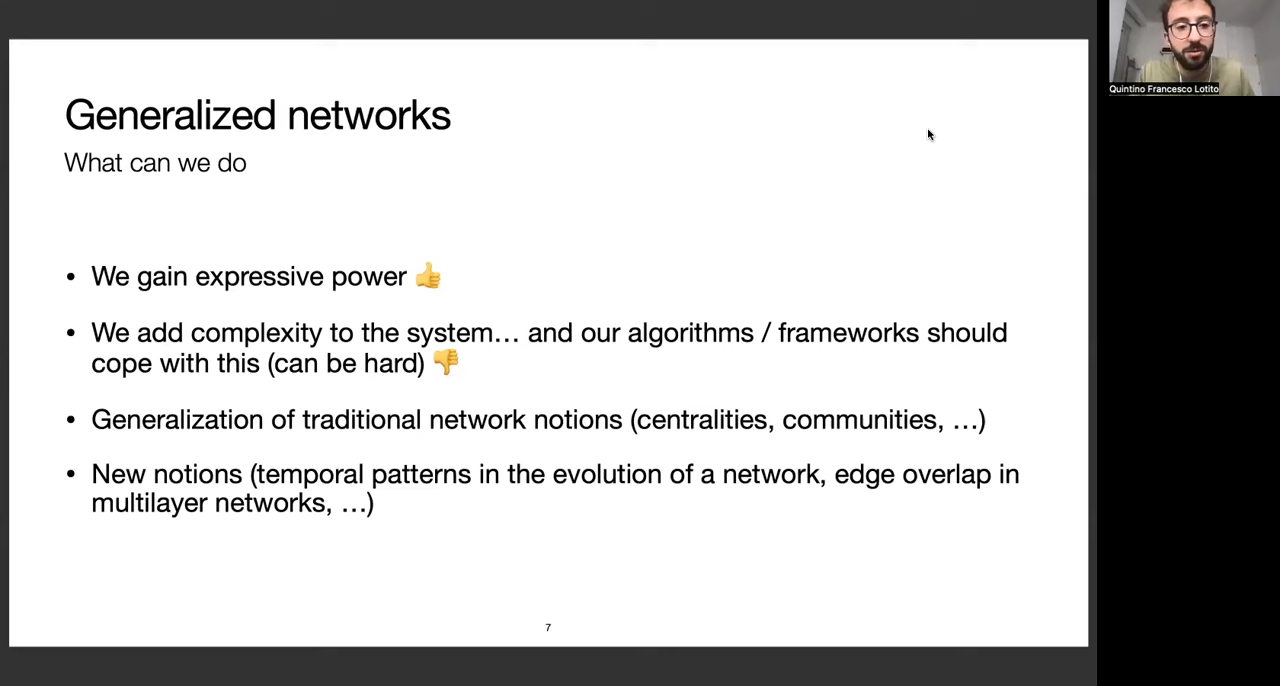 Generalized networks
What can we do
• We gain expressive power 👍
• We add complexity to the system… and our algorithms / frameworks should
cope with this (can be hard) 👎
• Generalization of traditional network notions (centralities, communities, …)
• New notions (temporal patterns in the evolution of a network, edge overlap in
multilayer networks, …)
7
Quintino Francesco Lotito